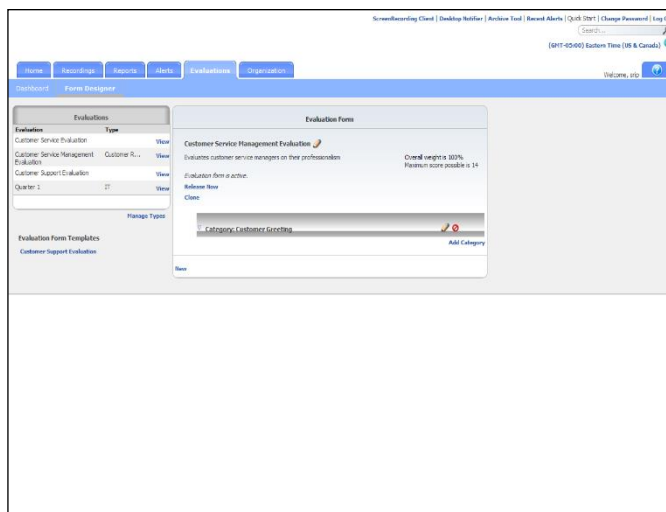 ScreenRecording Client | Desktop Notifier | Archive Tool | Recent Alerts | Quick Start | Change Password | Log
Search...
(GMT-05:00) Eastern Time (US & Canada)
Home Recordings Reports Alerts Evaluations Organization
Welcome, otp
Dashboard Form Designer
Evaluations
Evaluation Type
Customer Service Evaluation View
Customer Service Management Evaluation Customer R... View
Customer Support Evaluation View
Quarter 1 IT View
Manage Types
Evaluation Form Templates
Customer Support Evaluation
Evaluation Form
Customer Service Management Evaluation
Evaluates customer service managers on their professionalism
Overall weight is 100%
Maximum score possible is 14
Evaluation form is active.
Release Now
Clone
Category: Customer Greeting
Add Category
New